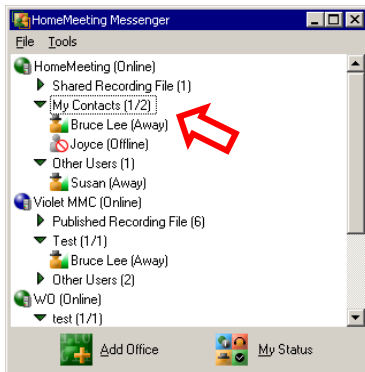 HomeMeeting Messenger
File Tools
HomeMeeting (Online)
Shared Recording File (1)
My Contacts (1/2)
Bruce Lee (Away)
Joyce (Offline)
Other Users (1)
Susan (Away)
Violet MMC (Online)
Published Recording File (6)
Test (1/1)
Bruce Lee (Away)
Other Users (2)
WO (Online)
test (1/1)
Add Office My Status